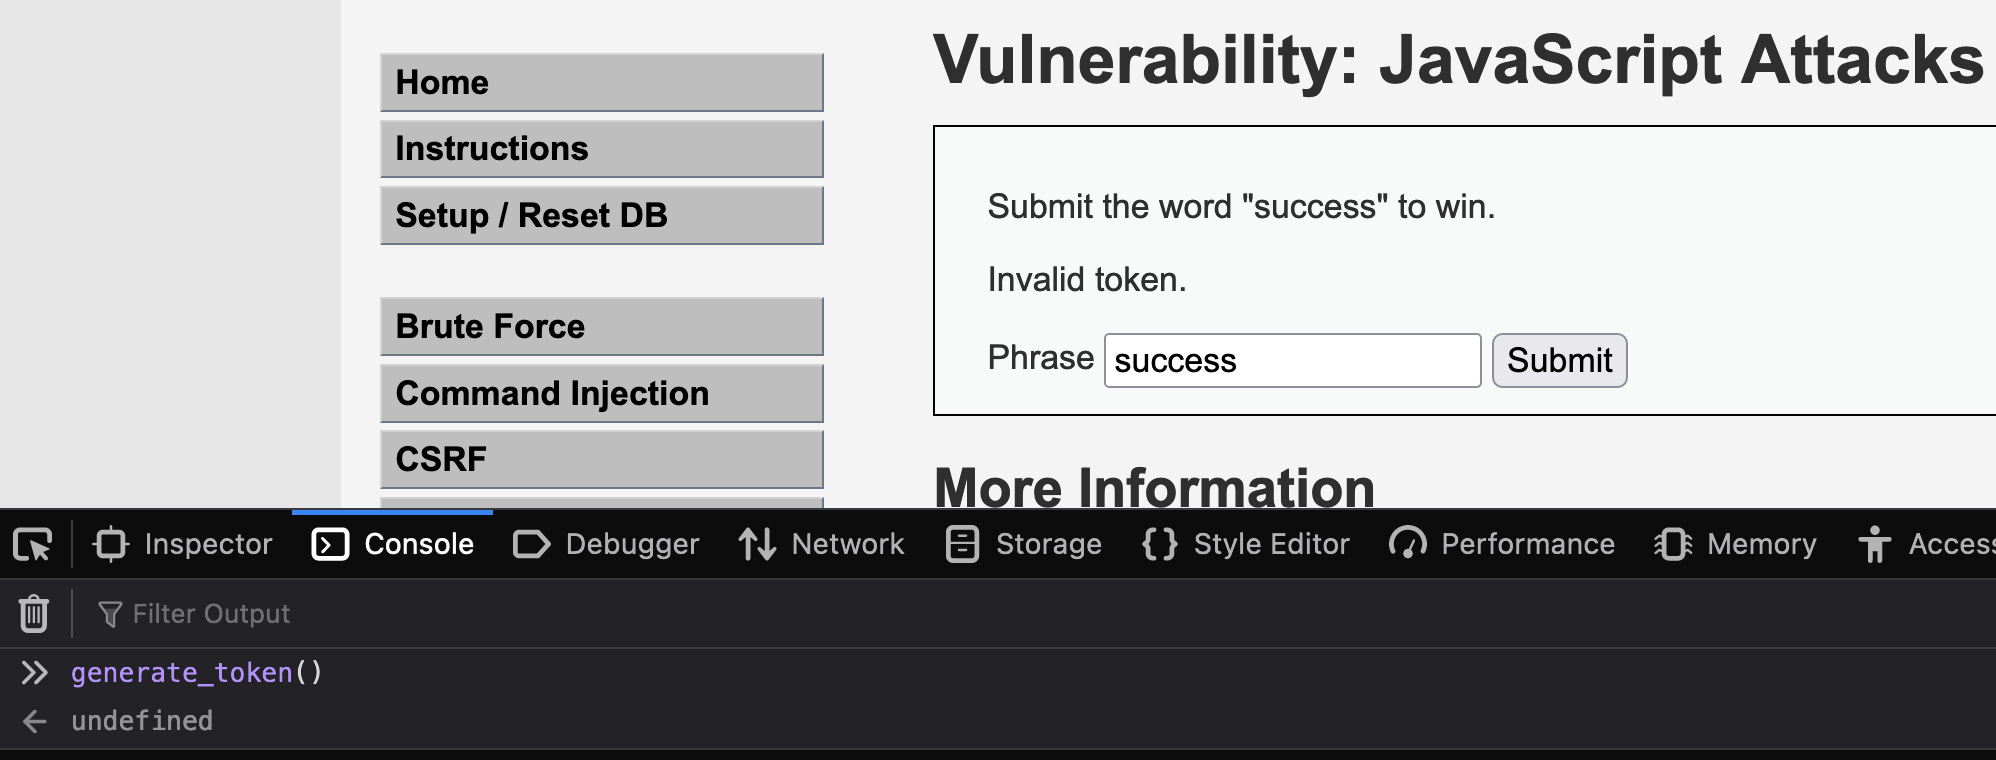 Home
Instructions
Setup / Reset DB
Brute Force
Command Injection
CSRF
Vulnerability: JavaScript Attacks
Submit the word "success" to win.
Invalid token.
Phrase success Submit
More Information
Inspector Console Debugger Network Storage Style Editor Performance Memory Access
Filter Output
generate_token()
undefined